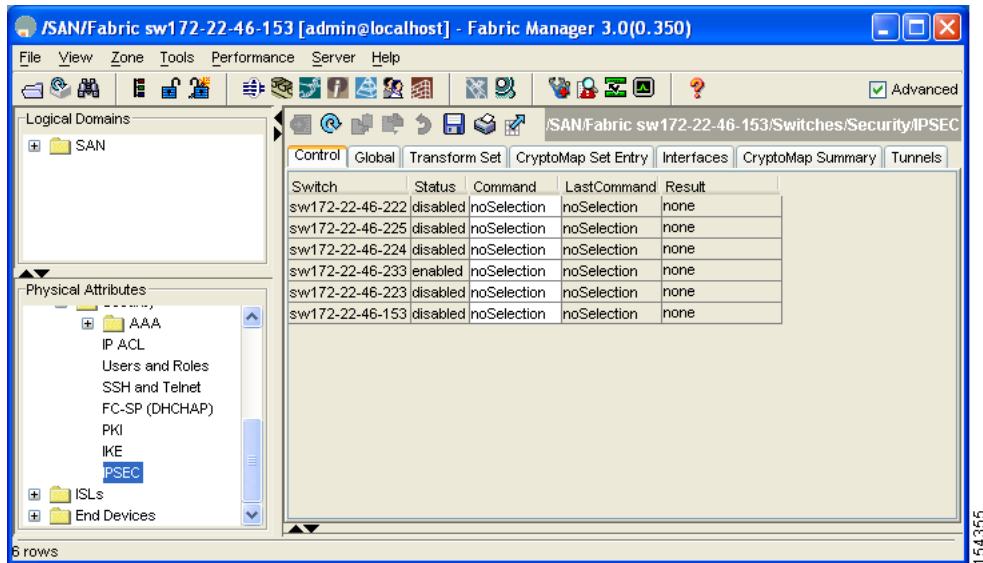 /SAN/Fabric sw172-22-46-153 [admin@localhost] - Fabric Manager 3.0(0.350)
File View Zone Tools Performance Server Help
Advanced
Logical Domains
SAN
/SAN/Fabric sw172-22-46-153/Switches/Security/IPSEC
Control Global Transform Set CryptoMap Set Entry Interfaces CryptoMap Summary Tunnels
Switch Status Command LastCommand Result
sw172-22-46-222 disabled noSelection noSelection none
sw172-22-46-225 disabled noSelection noSelection none
sw172-22-46-224 disabled noSelection noSelection none
sw172-22-46-233 enabled noSelection noSelection none
sw172-22-46-223 disabled noSelection noSelection none
sw172-22-46-153 disabled noSelection noSelection none
Physical Attributes
AAA
IP ACL
Users and Roles
SSH and Telnet
FC-SP (DHCHAP)
PKI
IKE
IPSEC
ISLs
End Devices
6 rows
154355